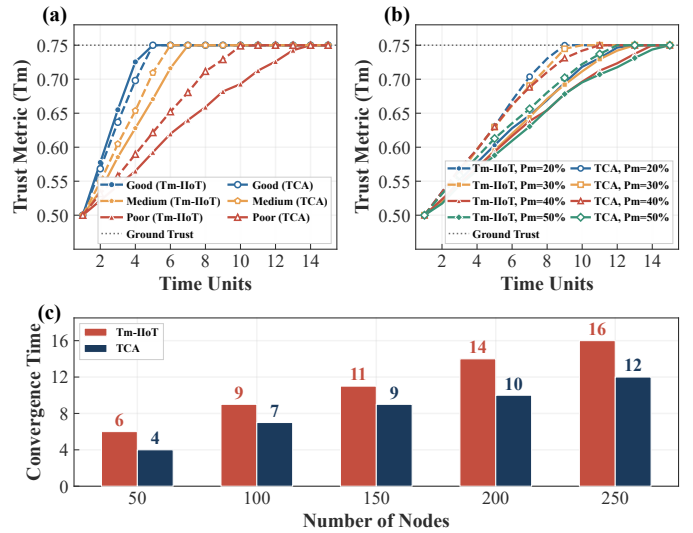 (a)
Trust Metric (Tm)
0.75
0.70
0.65
0.60
0.55
0.50
Good (Tm-IIoT) Good (TCA)
Medium (Tm-IIoT) Medium (TCA)
Poor (Tm-IIoT) Poor (TCA)
Ground Trust
2 4 6 8 10 12 14
Time Units
(b)
Trust Metric (Tm)
0.75
0.70
0.65
0.60
0.55
0.50
Tm-IIoT, Pm=20% TCA, Pm=20%
Tm-IIoT, Pm=30% TCA, Pm=30%
Tm-IIoT, Pm=40% TCA, Pm=40%
Tm-IIoT, Pm=50% TCA, Pm=50%
Ground Trust
2 4 6 8 10 12 14
Time Units
(c)
Convergence Time
16
12
8
4
0
Tm-IIoT
TCA
6 4 9 7 11 9 14 10 16 12
50 100 150 200 250
Number of Nodes